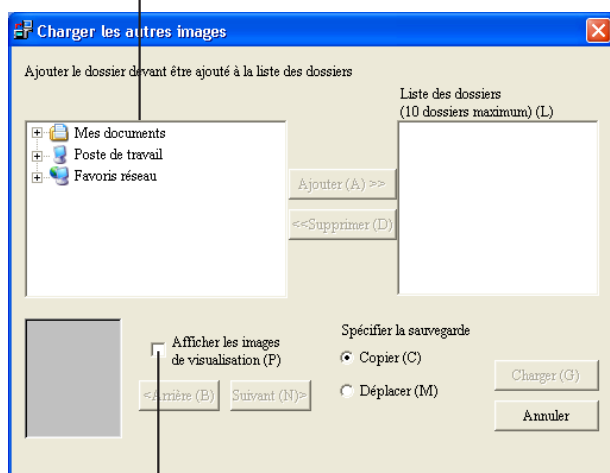 Charger les autres images
Ajouter le dossier devant être ajouté à la liste des dossiers
Liste des dossiers
(10 dossiers maximum) (L)
Mes documents
Poste de travail
Favoris réseau
Ajouter (A) >>
<<Supprimer (D)
Afficher les images
de visualisation (P)
<Arrière (B)
Suivant (N)>
Spécifier la sauvegarde
Copier (C)
Déplacer (M)
Charger (G)
Annuler